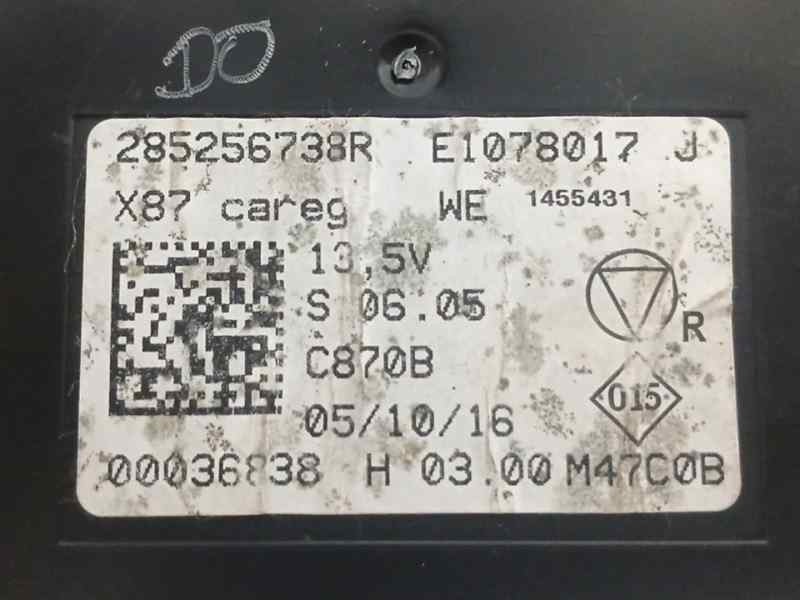 DO
285256738R E1078017 J
X87 careg WE 1455431
13,5V
S 06.05
R
C870B
015
05/10/16
00036838 H 03.00 M47C0B